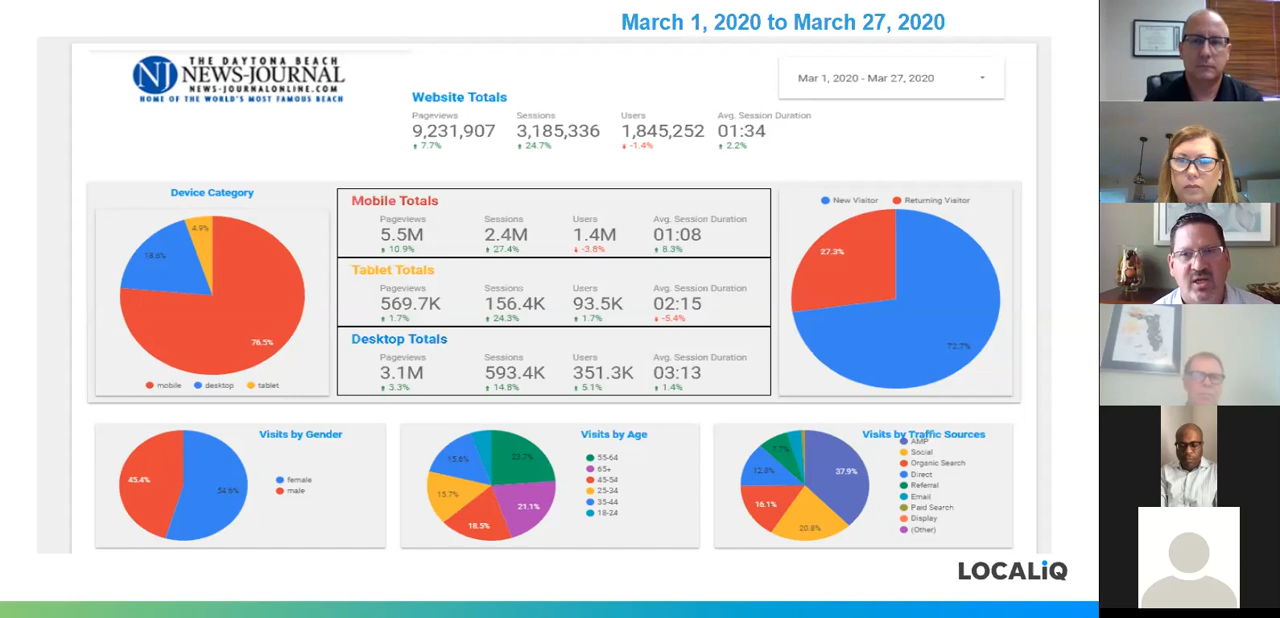 March 1, 2020 to March 27, 2020
NJ
THE DAYTONA BEACH
NEWS-JOURNAL
NEWS-JOURNALONLINE.COM
HOME OF THE WORLD'S MOST FAMOUS BEACH
Mar 1, 2020 - Mar 27, 2020
Website Totals
Pageviews Sessions Users Avg. Session Duration
9,231,907 3,185,336 1,845,252 01:34
7.7% 24.7% -1.4% 2.2%
Device Category
4.9%
18.6%
76.5%
mobile desktop tablet
Mobile Totals
Pageviews Sessions Users Avg. Session Duration
5.5M 2.4M 1.4M 01:08
10.9% 27.4% -3.8% 8.3%
Tablet Totals
Pageviews Sessions Users Avg. Session Duration
569.7K 156.4K 93.5K 02:15
1.7% 24.3% 1.7% -5.4%
Desktop Totals
Pageviews Sessions Users Avg. Session Duration
3.1M 593.4K 351.3K 03:13
3.3% 14.8% 5.1% 1.4%
New Visitor Returning Visitor
27.3%
72.7%
Visits by Gender
45.4%
54.6%
female
male
Visits by Age
23.7%
15.6%
15.7%
21.1%
18.5%
55-64
65+
45-54
25-34
35-44
18-24
Visits by Traffic Sources
37.9%
12.8%
16.1%
20.8%
AMP
Social
Organic Search
Direct
Referral
Email
Paid Search
Display
(Other)
LOCALiQ